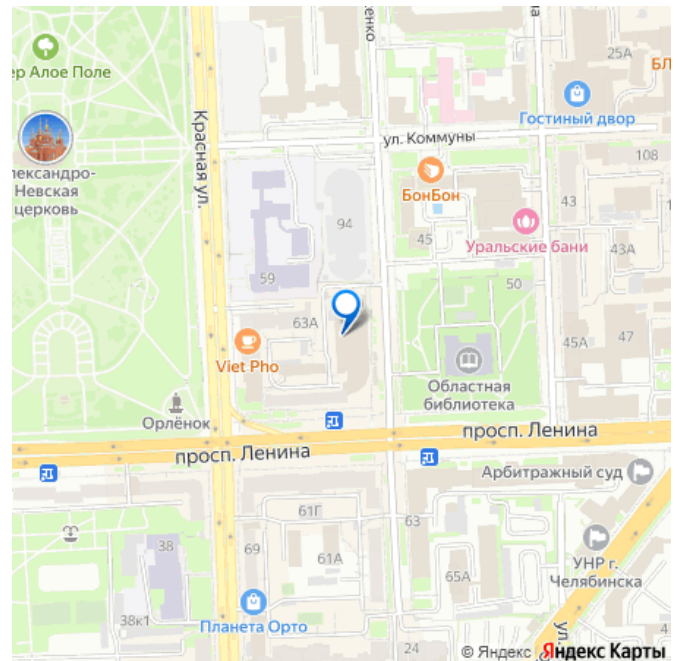 ер Алое Поле
лександро-
Невская
церковь
Красная ул.
женко
ул. Коммуны
25А
БЛ
Гостиный двор
108
БонБон
94
45
43
Уральские бани
43А
59
50
63А
45А
47
Viet Pho
Областная
библиотека
Орлёнок
просп. Ленина
просп. Ленина
Арбитражный суд
61Г
63
38
69
61А
65А
УНР г.
Челябинска
38к1
Планета Орто
ул.
© Яндекс Яндекс Карты